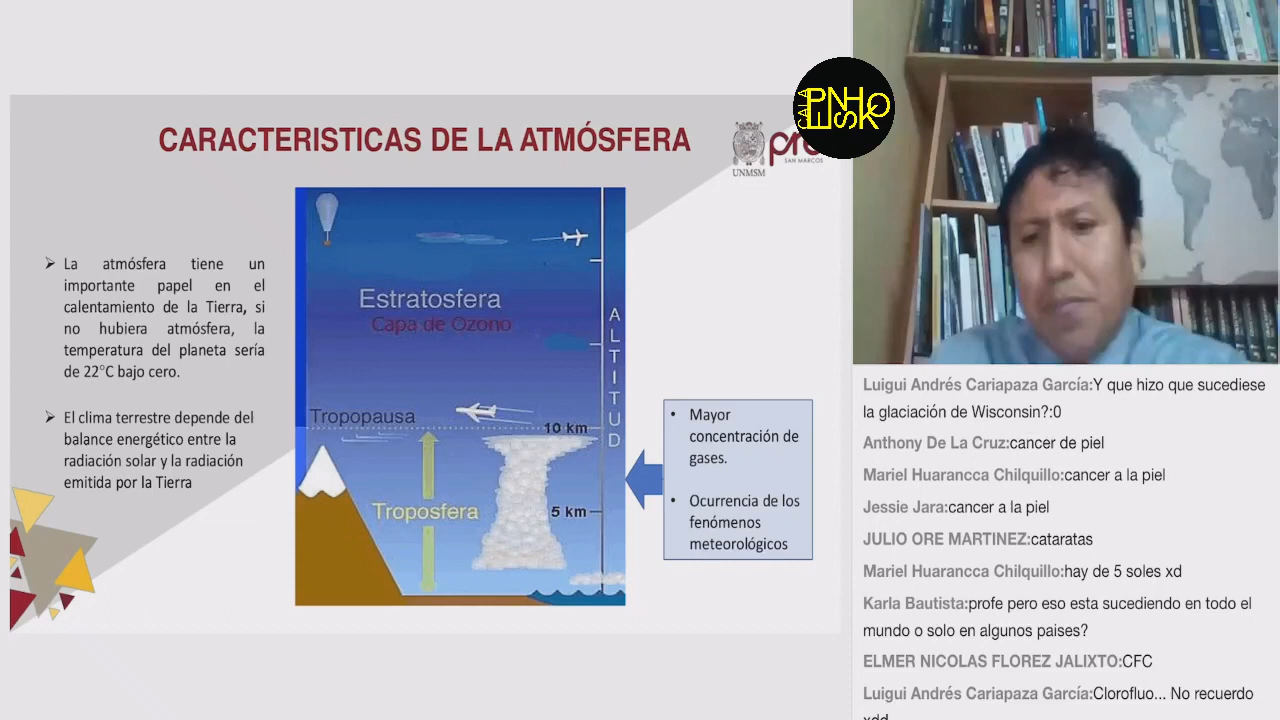 CARACTERISTICAS DE LA ATMÓSFERA
UNMSM
SAN MARCOS
CALA
PNHO
ESK
➢ La atmósfera tiene un
importante papel en el
calentamiento de la Tierra, si
no hubiera atmósfera, la
temperatura del planeta sería
de 22°C bajo cero.
➢ El clima terrestre depende del
balance energético entre la
radiación solar y la radiación
emitida por la Tierra
Estratosfera
Capa de Ozono
ALTITUD
Tropopausa
10 km
Troposfera
5 km
• Mayor
concentración de
gases.
• Ocurrencia de los
fenómenos
meteorológicos
Luigui Andrés Cariapaza García:Y que hizo que sucediese
la glaciación de Wisconsin?:0
Anthony De La Cruz:cancer de piel
Mariel Huarancca Chilquillo:cancer a la piel
Jessie Jara:cancer a la piel
JULIO ORE MARTINEZ:cataratas
Mariel Huarancca Chilquillo:hay de 5 soles xd
Karla Bautista:profe pero eso esta sucediendo en todo el
mundo o solo en algunos paises?
ELMER NICOLAS FLOREZ JALIXTO:CFC
Luigui Andrés Cariapaza García:Clorofluo... No recuerdo
xdd